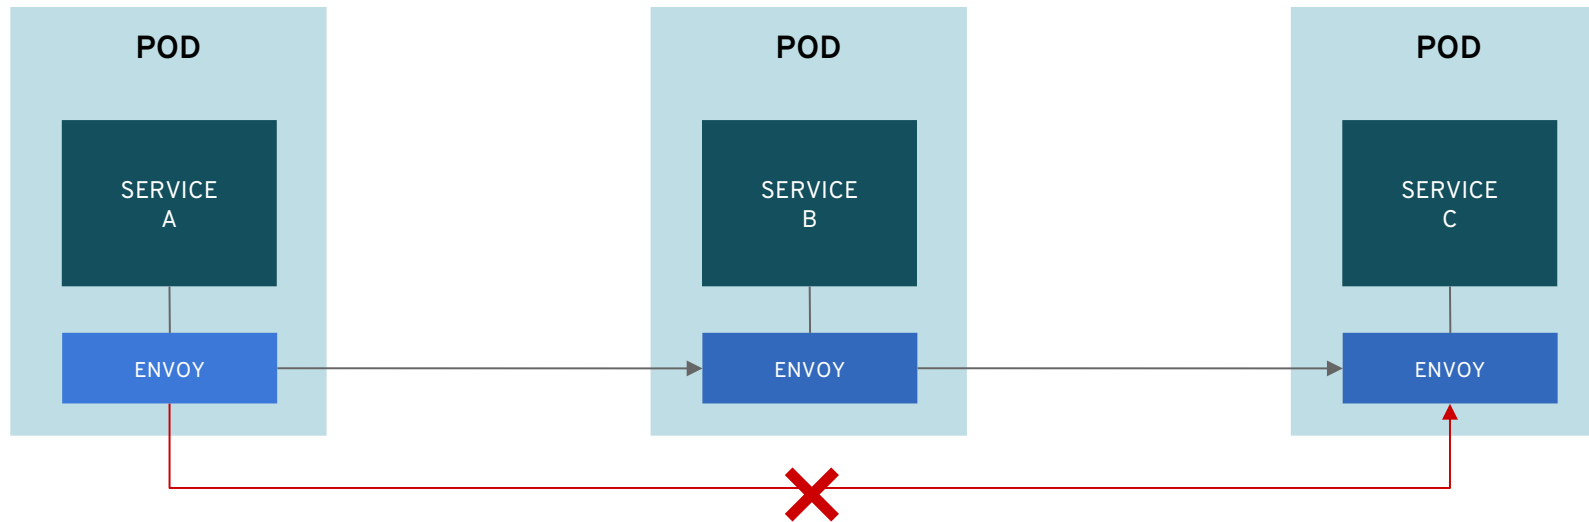 POD
POD
POD
SERVICE
A
SERVICE
B
SERVICE
C
ENVOY
ENVOY
ENVOY